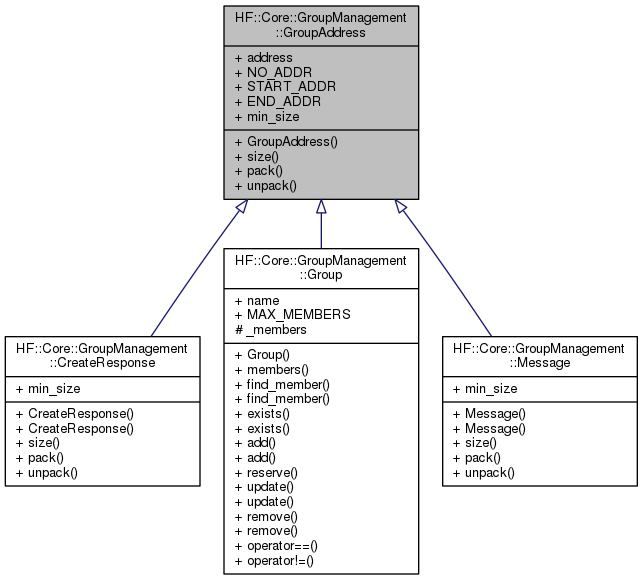 HF::Core::GroupManagement
::GroupAddress
+ address
+ NO_ADDR
+ START_ADDR
+ END_ADDR
+ min_size
+ GroupAddress()
+ size()
+ pack()
+ unpack()
HF::Core::GroupManagement
::CreateResponse
+ min_size
+ CreateResponse()
+ CreateResponse()
+ size()
+ pack()
+ unpack()
HF::Core::GroupManagement
::Group
+ name
+ MAX_MEMBERS
# _members
+ Group()
+ members()
+ find_member()
+ find_member()
+ exists()
+ exists()
+ add()
+ add()
+ reserve()
+ update()
+ update()
+ remove()
+ remove()
+ operator==()
+ operator!=()
HF::Core::GroupManagement
::Message
+ min_size
+ Message()
+ Message()
+ size()
+ pack()
+ unpack()